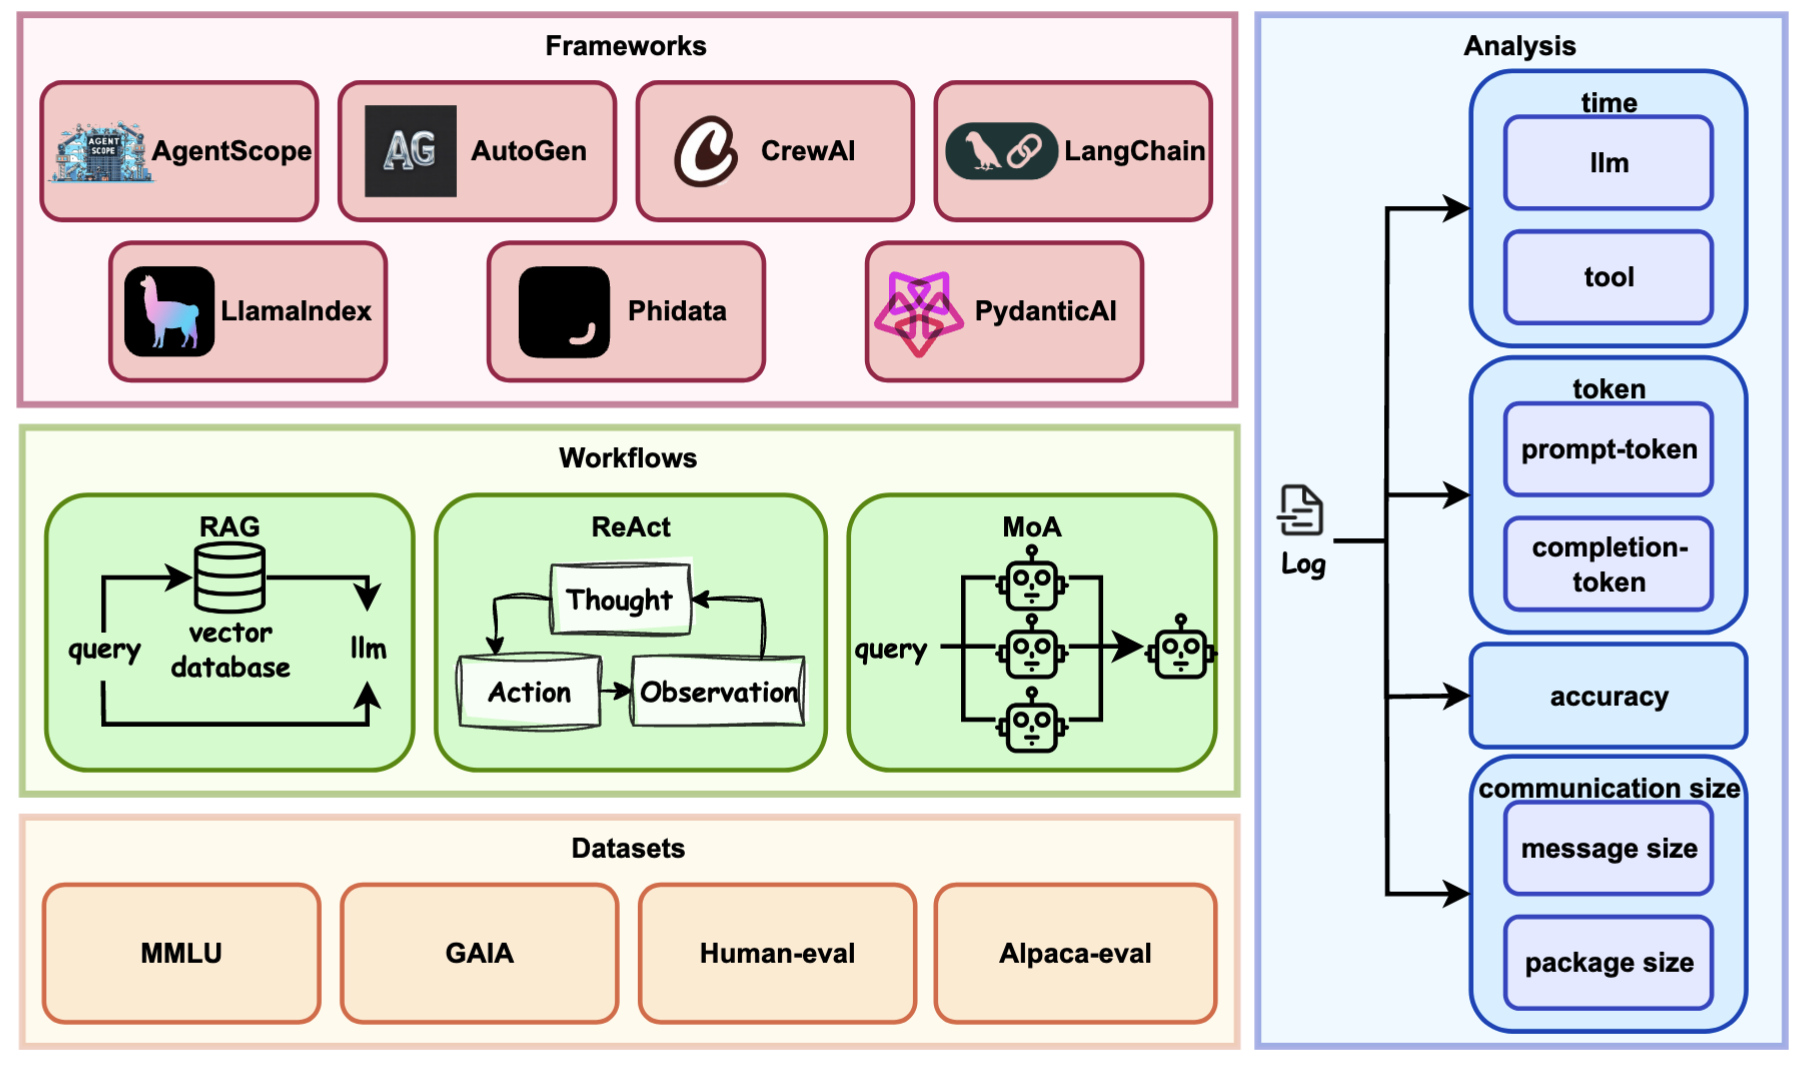 Frameworks
AGENT
SCOPE
AgentScope
AG
AutoGen
C
CrewAI
LangChain
LlamaIndex
Phidata
PydanticAI
Workflows
RAG
query
vector
database
llm
ReAct
Thought
Action
Observation
MoA
query
Datasets
MMLU
GAIA
Human-eval
Alpaca-eval
Analysis
Log
time
llm
tool
token
prompt-token
completion-
token
accuracy
communication size
message size
package size